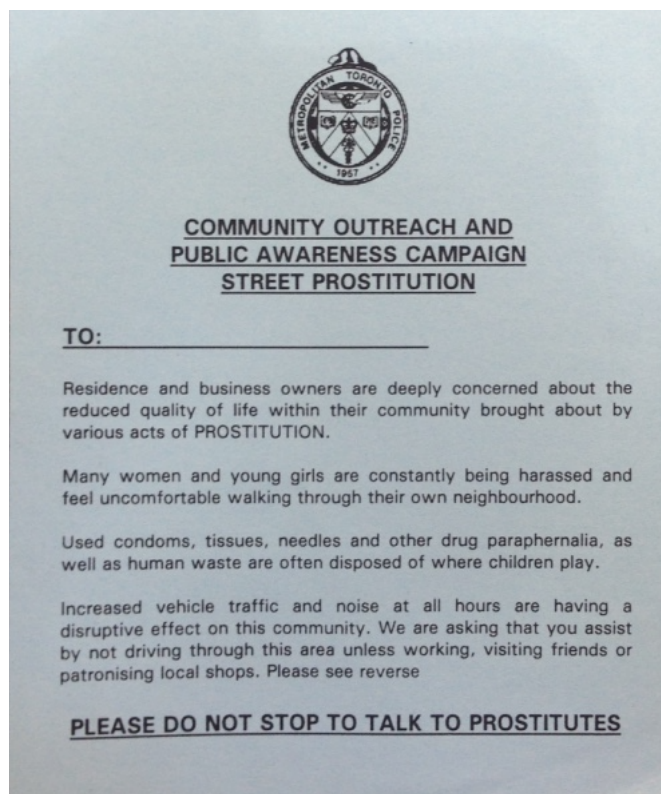 METROPOLITAN TORONTO POLICE
1957
COMMUNITY OUTREACH AND
PUBLIC AWARENESS CAMPAIGN
STREET PROSTITUTION
TO:
Residence and business owners are deeply concerned about the
reduced quality of life within their community brought about by
various acts of PROSTITUTION.
Many women and young girls are constantly being harassed and
feel uncomfortable walking through their own neighbourhood.
Used condoms, tissues, needles and other drug paraphernalia, as
well as human waste are often disposed of where children play.
Increased vehicle traffic and noise at all hours are having a
disruptive effect on this community. We are asking that you assist
by not driving through this area unless working, visiting friends or
patronising local shops. Please see reverse
PLEASE DO NOT STOP TO TALK TO PROSTITUTES